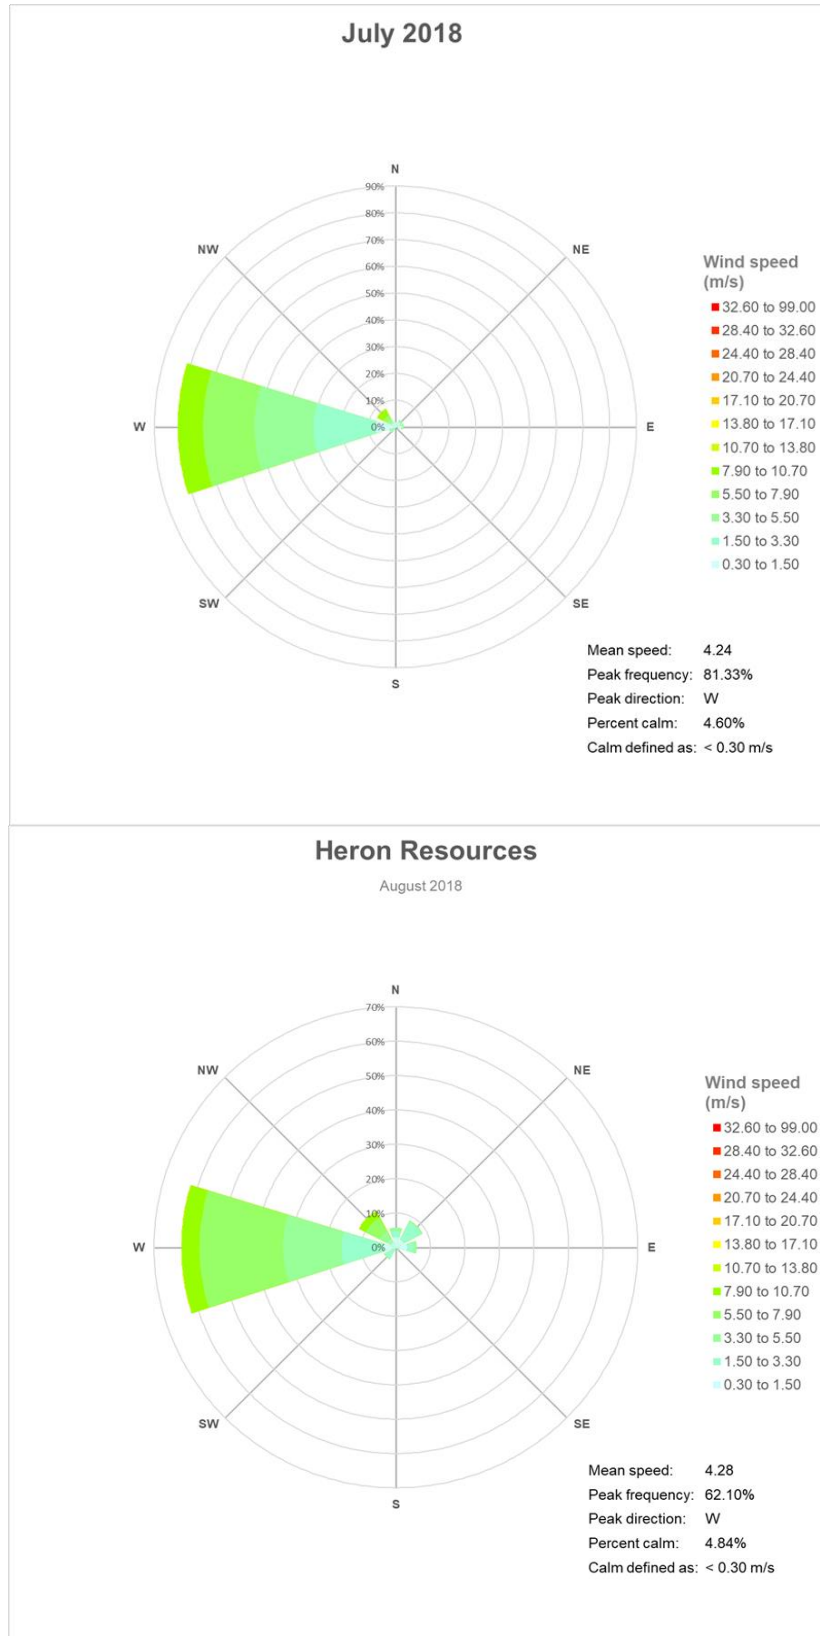 July 2018
N
90%
80%
NW
NE
70%
60%
50%
40%
30%
20%
10%
W
0%
E
SW
SE
S
Wind speed
(m/s)
32.60 to 99.00
28.40 to 32.60
24.40 to 28.40
20.70 to 24.40
17.10 to 20.70
13.80 to 17.10
10.70 to 13.80
7.90 to 10.70
5.50 to 7.90
3.30 to 5.50
1.50 to 3.30
0.30 to 1.50
Mean speed: 4.24
Peak frequency: 81.33%
Peak direction: W
Percent calm: 4.60%
Calm defined as: < 0.30 m/s
Heron Resources
August 2018
N
70%
60%
NW
NE
50%
40%
30%
20%
10%
W
0%
E
SW
SE
S
Wind speed
(m/s)
32.60 to 99.00
28.40 to 32.60
24.40 to 28.40
20.70 to 24.40
17.10 to 20.70
13.80 to 17.10
10.70 to 13.80
7.90 to 10.70
5.50 to 7.90
3.30 to 5.50
1.50 to 3.30
0.30 to 1.50
Mean speed: 4.28
Peak frequency: 62.10%
Peak direction: W
Percent calm: 4.84%
Calm defined as: < 0.30 m/s